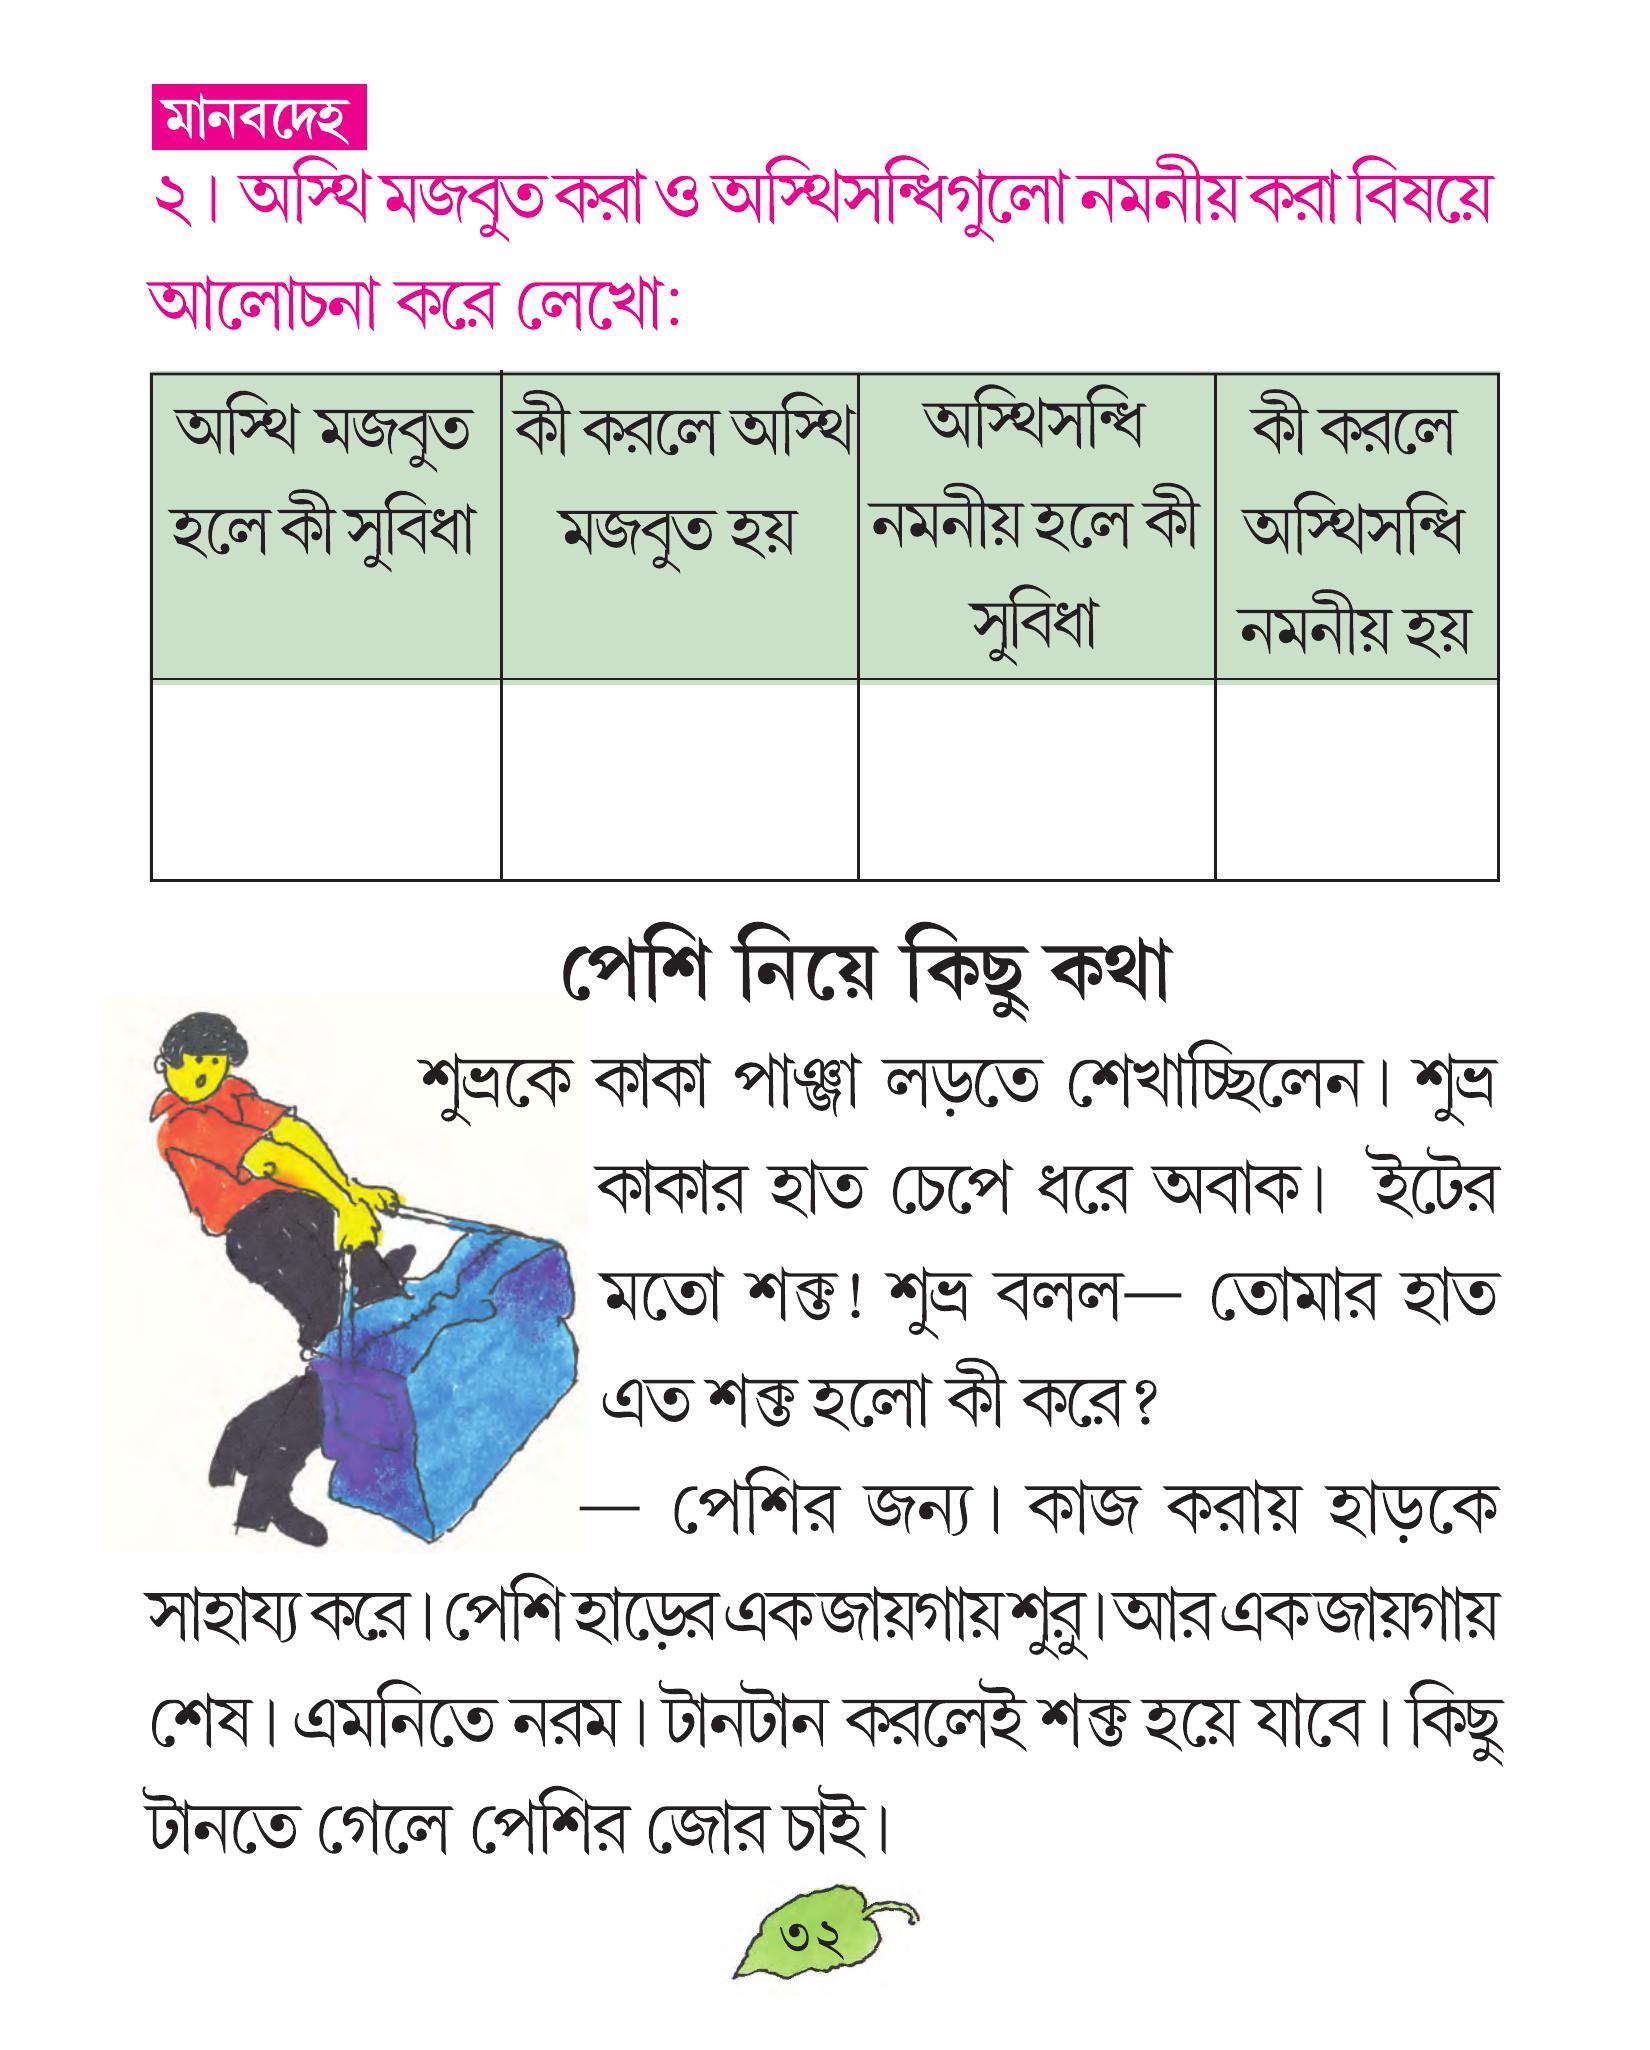 মানবদেহ
২। অস্থি মজবুত করা ও অস্থিসন্ধিগুলো নমনীয় করা বিষয়ে
আলোচনা করে লেখো:
অস্থি মজবুত
হলে কী সুবিধা
কী করলে অস্থি
মজবুত হয়
অস্থিসন্ধি
নমনীয় হলে কী
সুবিধা
কী করলে
অস্থিসন্ধি
নমনীয় হয়
পেশি নিয়ে কিছু কথা
শুভ্রকে কাকা পাঞ্জা লড়তে শেখাচ্ছিলেন। শুভ্র
কাকার হাত চেপে ধরে অবাক। ইটের
মতো শক্ত! শুভ্র বলল— তোমার হাত
এত শক্ত হলো কী করে?
— পেশির জন্য। কাজ করায় হাড়কে
সাহায্য করে। পেশি হাড়ের এক জায়গায় শুরু। আর এক জায়গায়
শেষ। এমনিতে নরম। টানটান করলেই শক্ত হয়ে যাবে। কিছু
টানতে গেলে পেশির জোর চাই।
৩২